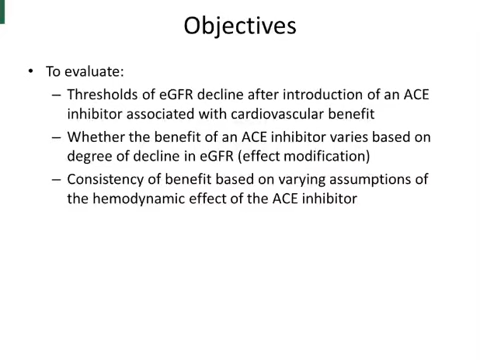 Objectives
• To evaluate:
– Thresholds of eGFR decline after introduction of an ACE
inhibitor associated with cardiovascular benefit
– Whether the benefit of an ACE inhibitor varies based on
degree of decline in eGFR (effect modification)
– Consistency of benefit based on varying assumptions of
the hemodynamic effect of the ACE inhibitor